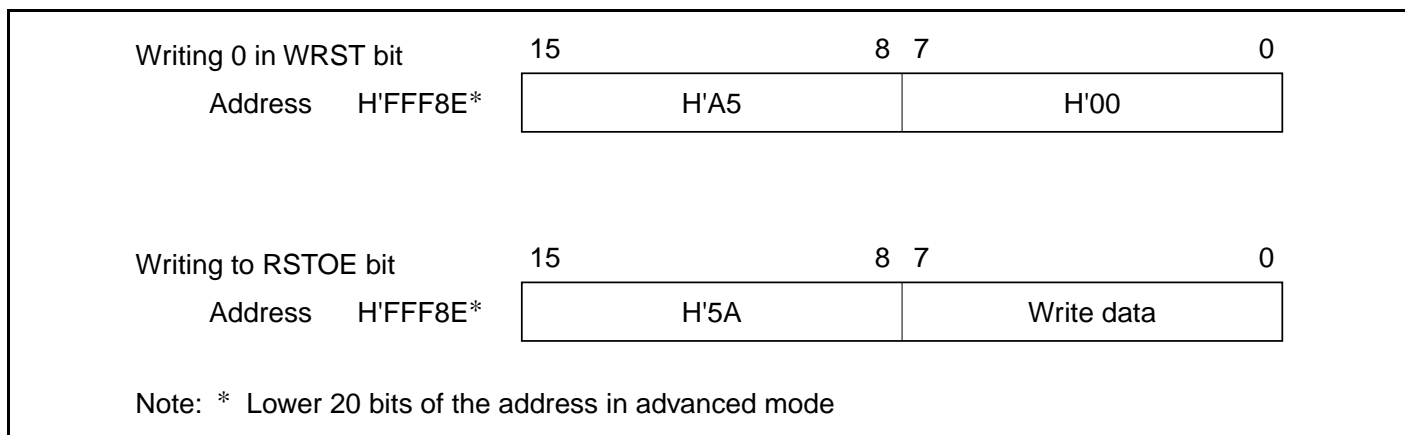 Writing 0 in WRST bit 15 8 7 0
Address H'FFF8E* H'A5 H'00
Writing to RSTOE bit 15 8 7 0
Address H'FFF8E* H'5A Write data
Note: * Lower 20 bits of the address in advanced mode